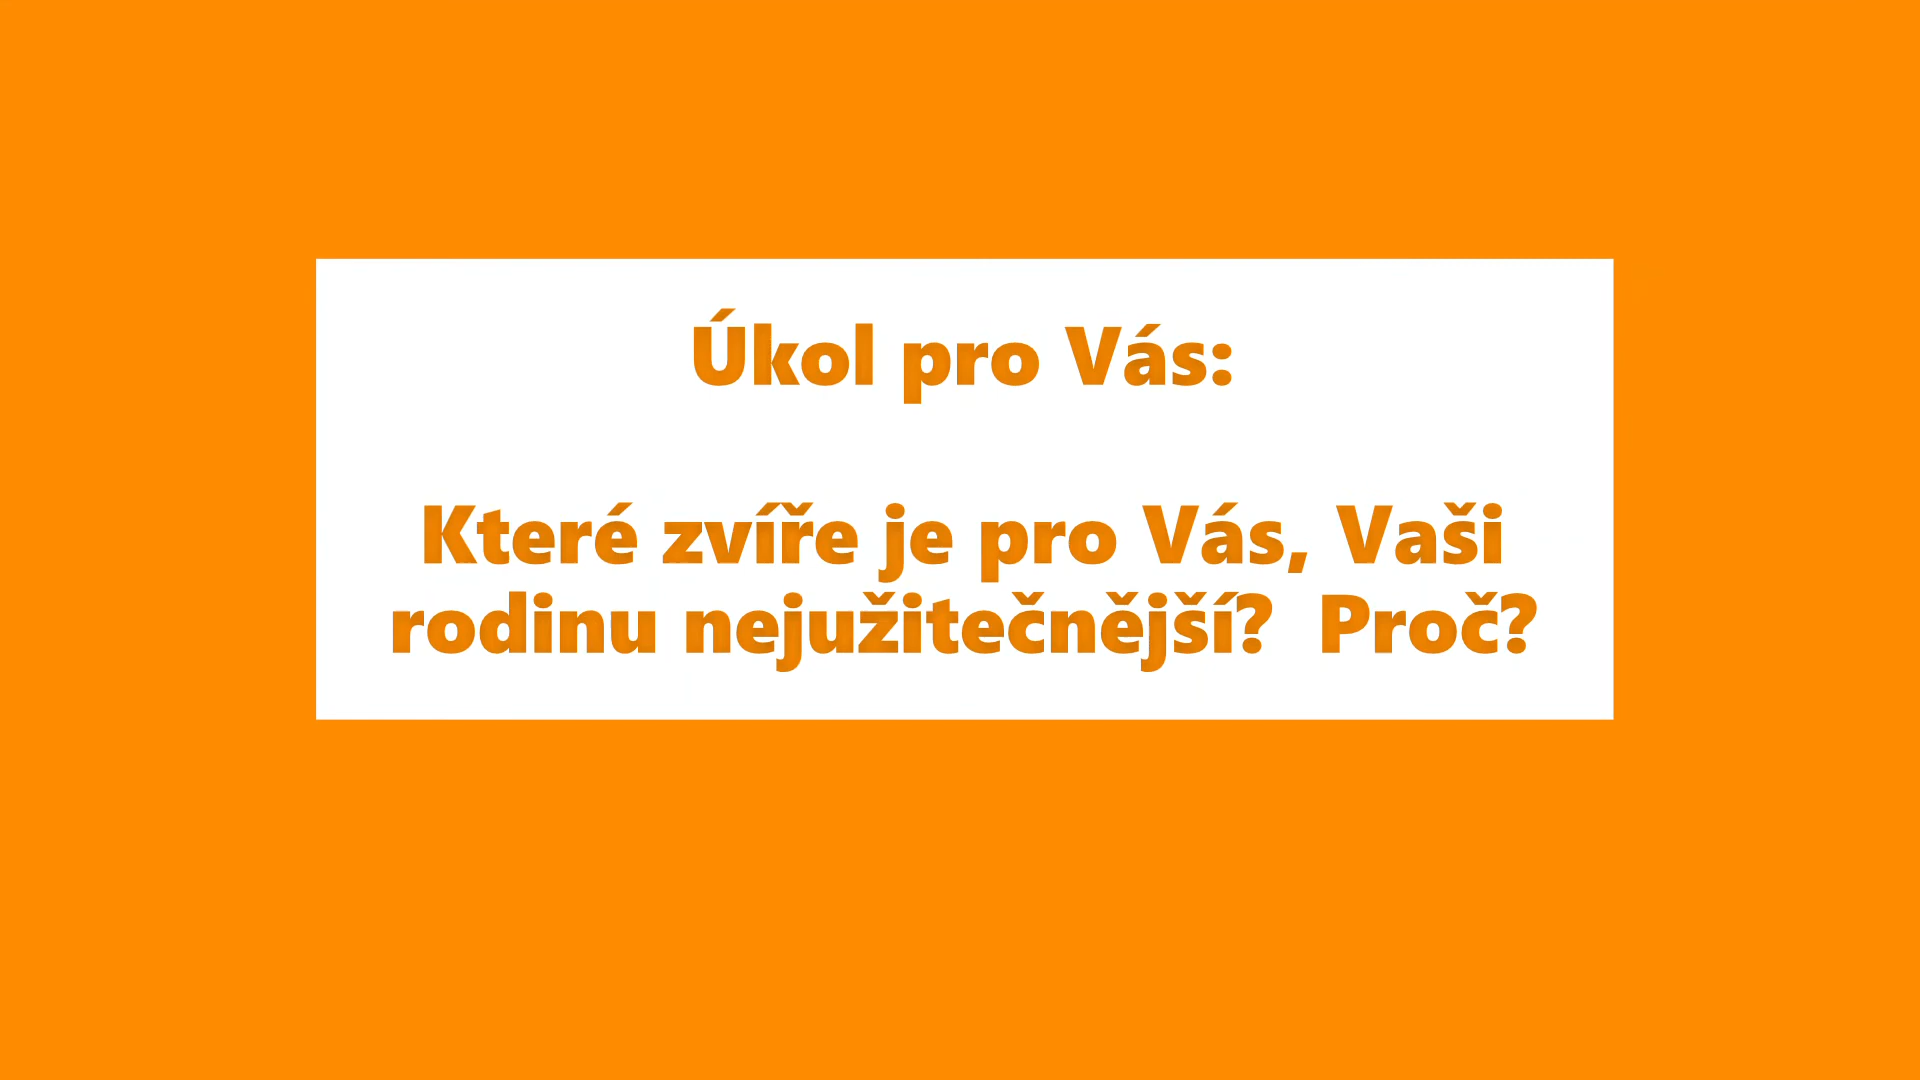 Úkol pro Vás:
Které zvíře je pro Vás, Vaši
rodinu nejužitečnější?  Proč?